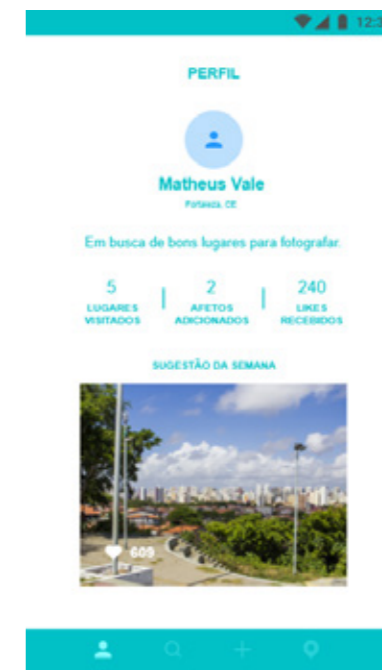 12:3
PERFIL
Matheus Vale
Fortaleza, CE
Em busca de bons lugares para fotografar.
5 2 240
LUGARES AFETOS LIKES
VISITADOS ADICIONADOS RECEBIDOS
SUGESTÃO DA SEMANA
609